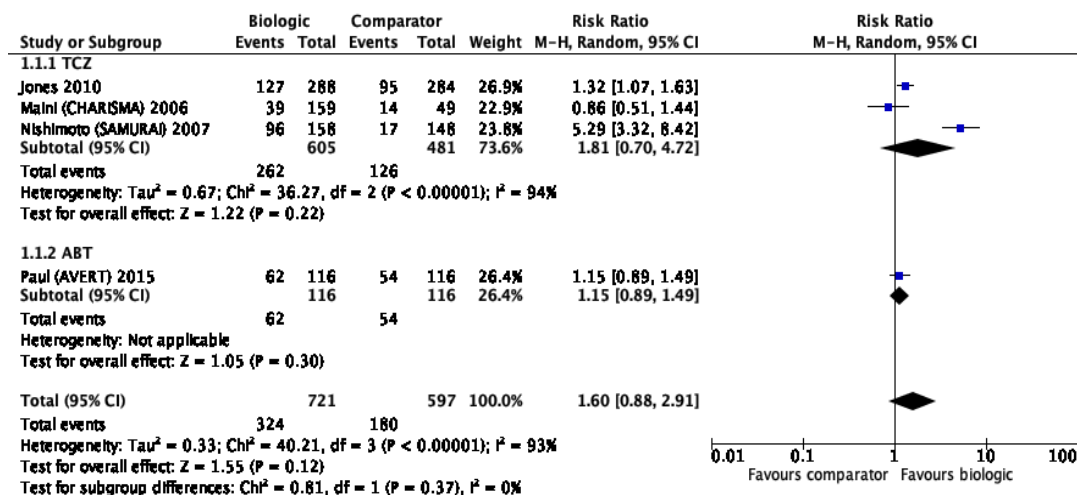 Biologic Comparator Risk Ratio Risk Ratio
Study or Subgroup Events Total Events Total Weight M-H, Random, 95% CI M-H, Random, 95% CI
1.1.1 TCZ
Jones 2010 127 288 95 284 26.9% 1.32 [1.07, 1.63]
Maini (CHARISMA) 2006 39 159 14 49 22.9% 0.86 [0.51, 1.44]
Nishimoto (SAMURAI) 2007 96 158 17 148 23.8% 5.29 [3.32, 8.42]
Subtotal (95% CI) 605 481 73.6% 1.81 [0.70, 4.72]
Total events 262 126
Heterogeneity: Tau² = 0.67; Chi² = 36.27, df = 2 (P < 0.00001); I² = 94%
Test for overall effect: Z = 1.22 (P = 0.22)
1.1.2 ABT
Paul (AVERT) 2015 62 116 54 116 26.4% 1.15 [0.89, 1.49]
Subtotal (95% CI) 116 116 26.4% 1.15 [0.89, 1.49]
Total events 62 54
Heterogeneity: Not applicable
Test for overall effect: Z = 1.05 (P = 0.30)
Total (95% CI) 721 597 100.0% 1.60 [0.88, 2.91]
Total events 324 180
Heterogeneity: Tau² = 0.33; Chi² = 40.21, df = 3 (P < 0.00001); I² = 93%
Test for overall effect: Z = 1.55 (P = 0.12)
Test for subgroup differences: Chi² = 0.81, df = 1 (P = 0.37), I² = 0%
0.01 0.1 1 10 100
Favours comparator Favours biologic